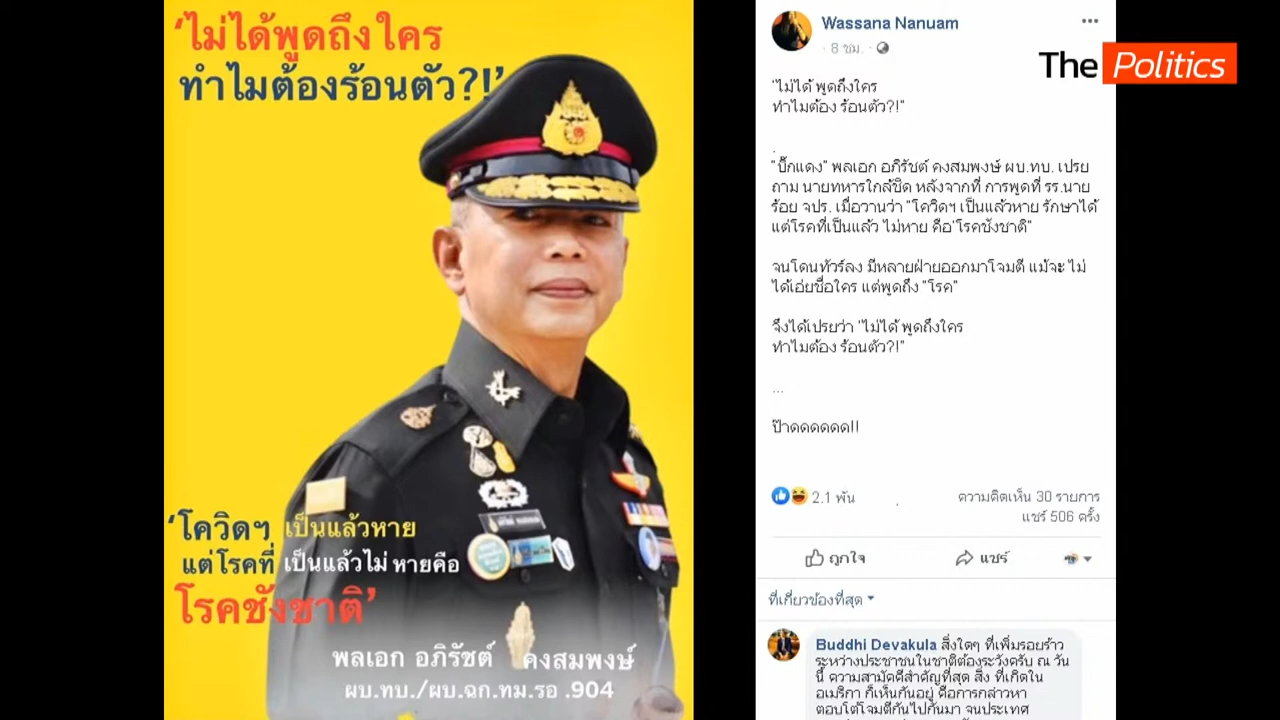 'ไม่ได้พูดถึงใคร
ทำไมต้องร้อนตัว?!'
'โควิดฯ เป็นแล้วหาย
แต่โรคที่ เป็นแล้วไม่ หายคือ
โรคชังชาติ'
พลเอก อภิรัชต์ คงสมพงษ์
ผบ.ทบ./ผบ.ฉก.ทม.รอ .904
Wassana Nanuam
8 ชม.
The Politics
'ไม่ได้ พูดถึงใคร
ทำไมต้อง ร้อนตัว?!"
.
"บิ๊กแดง" พลเอก อภิรัชต์ คงสมพงษ์ ผบ.ทบ. เปรย
ถาม นายทหารใกล้ชิด หลังจากที่ การพูดที่ รร.นาย
ร้อย จปร. เมื่อวานว่า "โควิดฯ เป็นแล้วหาย รักษาได้
แต่โรคที่เป็นแล้ว ไม่หาย คือ'โรคชังชาติ"
จนโดนทัวร์ลง มีหลายฝ่ายออกมาโจมตี แม้จะ ไม่
ได้เอ่ยชื่อใคร แต่พูดถึง "โรค"
จึงได้เปรยว่า 'ไม่ได้ พูดถึงใคร
ทำไมต้อง ร้อนตัว?!"
...
ป๊าดดดดดด!!
2.1 พัน
ความคิดเห็น 30 รายการ
แชร์ 506 ครั้ง
ถูกใจ
แชร์
ที่เกี่ยวข้องที่สุด
Buddhi Devakula สิ่งใดๆ ที่เพิ่มรอยร้าว
ระหว่างประชาชนในชาติต้องระวังครับ ณ วัน
นี้ ความสามัคคีสำคัญที่สุด สิ่ง ที่เกิดใน
อเมริกา ก็เห็นกันอยู่ คือการกล่าวหา
ตอบโต้โจมตีกันไปกันมา จนประเทศ